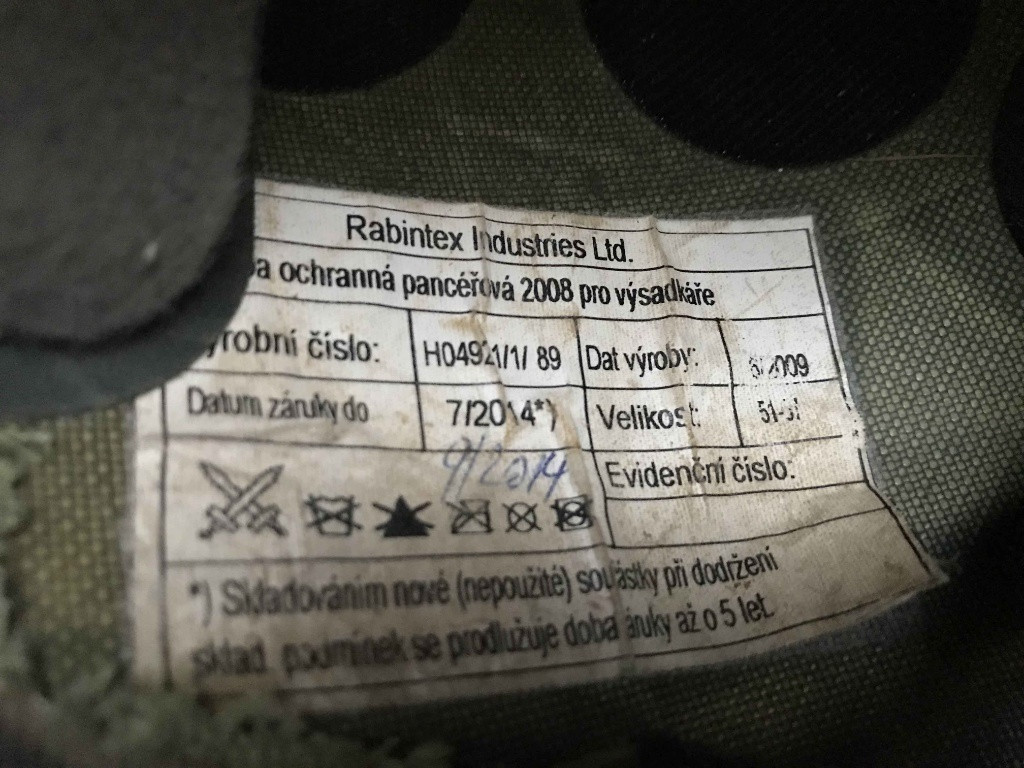 Rabintex Industries Ltd.
ochranná pancéřová 2008 pro výsadkáře
robní číslo: H04921/1/ 89 Dat výroby: 2009
Datum záruky do 7/2014*) Velikost:
9/2014 Evidenční číslo:
*) Skladováním nové (nepoužité) součástky při dodržení
sklad. podmínek se prodlužuje doba záruky až o 5 let.